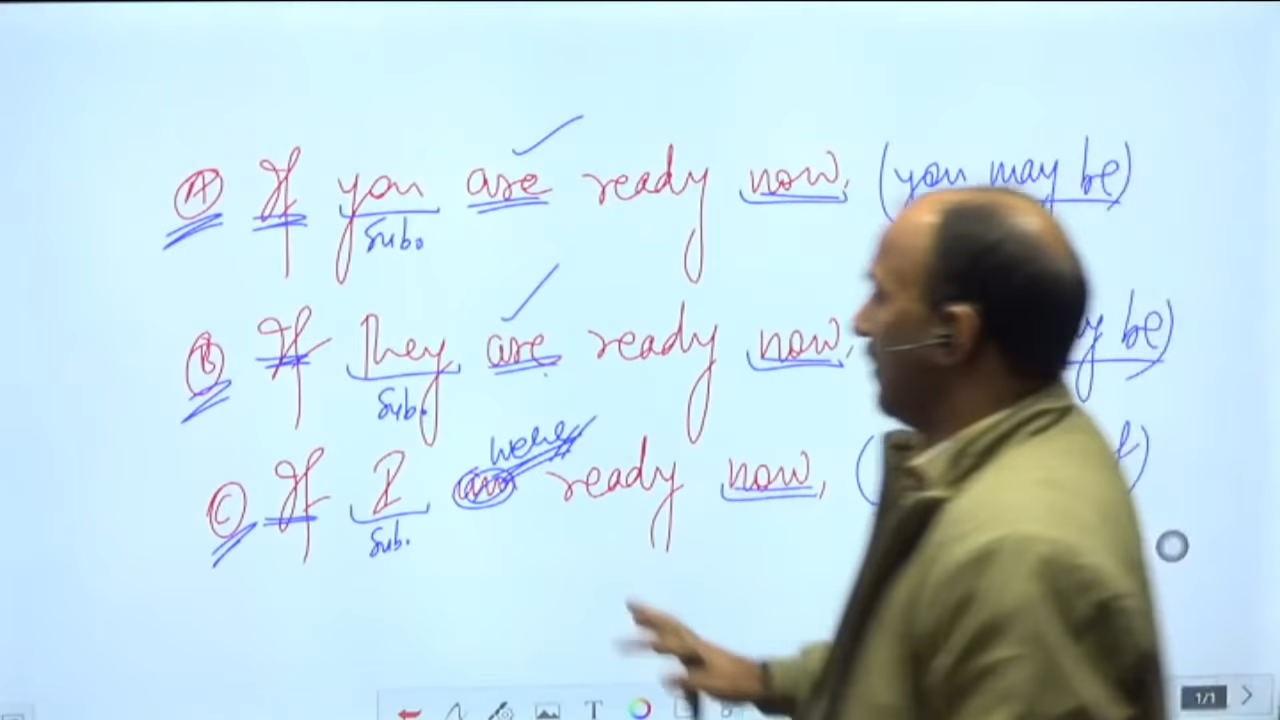 (A) If you are ready now, (you may be)
Sub.
(B) If They are ready now, y be)
Sub.
were
(C) If I am ready now, (
Sub.
T
1/1